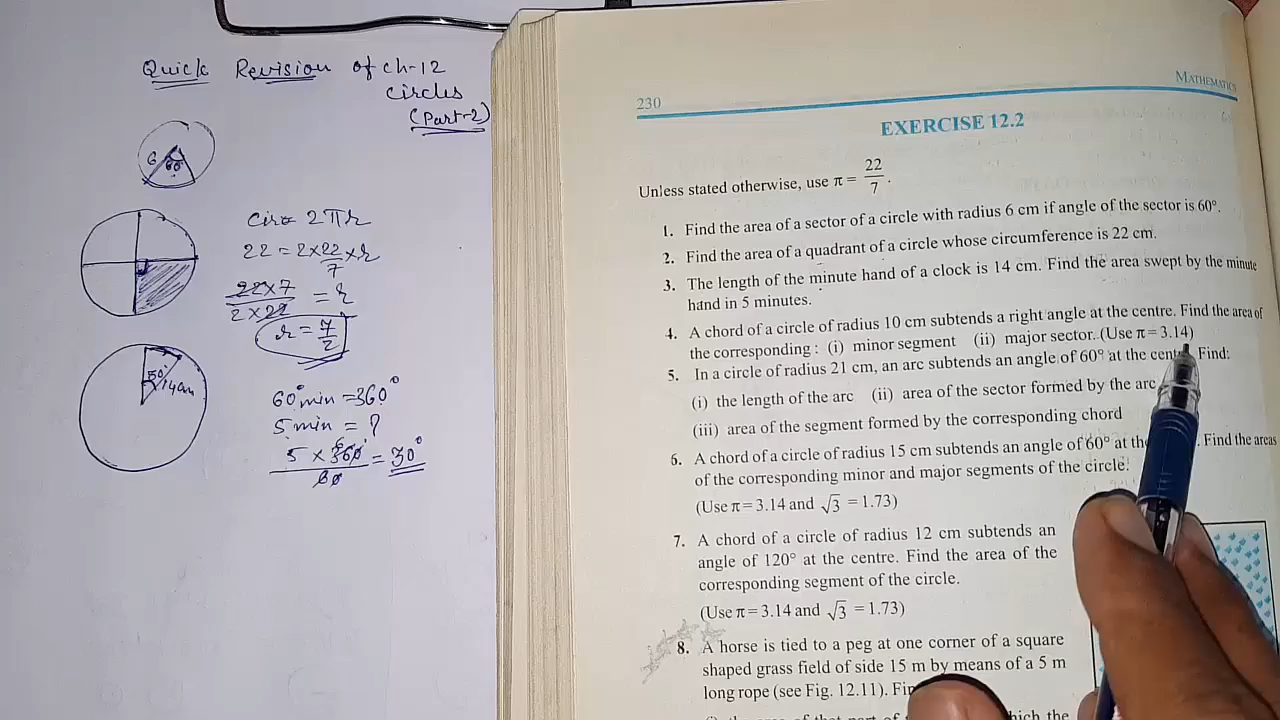 Quick Revision of Ch-12
Circles
(Part-2)
6
60°
Circ 2πr
22 = 2×22/7 ×r
22×7/2×22 = r
r = 7/2
30°
14cm
60 min = 360°
5 min = ?
5 × 360/60 = 30°
230
MATHEMATICS
EXERCISE 12.2
Unless stated otherwise, use π = 22/7.
1. Find the area of a sector of a circle with radius 6 cm if angle of the sector is 60°.
2. Find the area of a quadrant of a circle whose circumference is 22 cm.
3. The length of the minute hand of a clock is 14 cm. Find the area swept by the minute
hand in 5 minutes.
4. A chord of a circle of radius 10 cm subtends a right angle at the centre. Find the area of
the corresponding : (i) minor segment (ii) major sector. (Use π = 3.14)
5. In a circle of radius 21 cm, an arc subtends an angle of 60° at the Find:
(i) the length of the arc (ii) area of the sector formed by the arc
(iii) area of the segment formed by the corresponding chord
6. A chord of a circle of radius 15 cm subtends an angle of 60° at Find the areas
of the corresponding minor and major segments of the circle.
(Use π = 3.14 and √3 = 1.73)
7. A chord of a circle of radius 12 cm subtends an
angle of 120° at the centre. Find the area of the
corresponding segment of the circle.
(Use π = 3.14 and √3 = 1.73)
8. A horse is tied to a peg at one corner of a square
shaped grass field of side 15 m by means of a 5 m
long rope (see Fig. 12.11).
which the